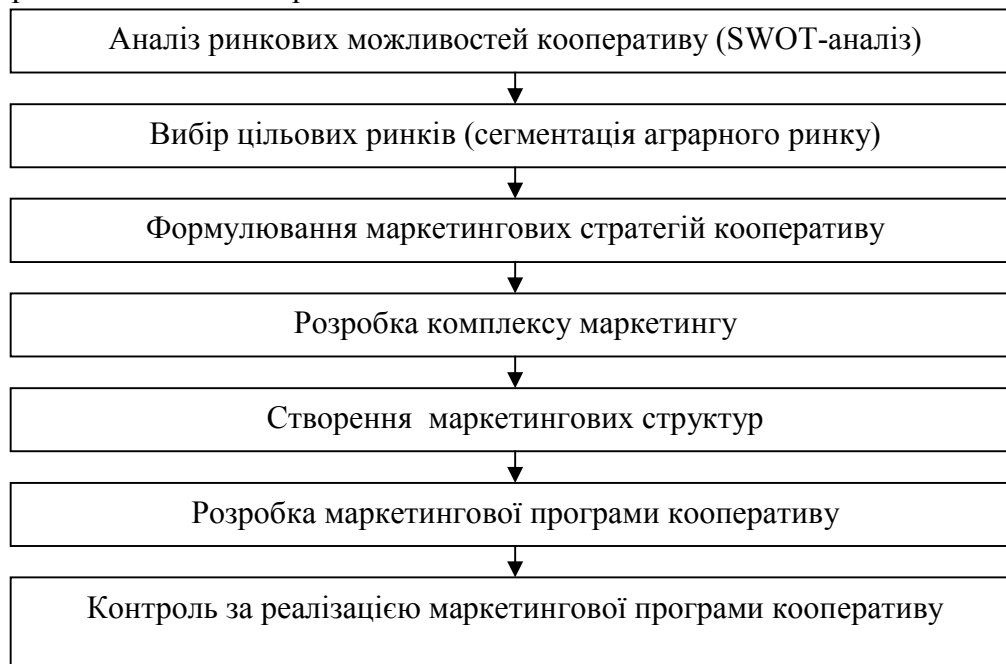 Аналіз ринкових можливостей кооперативу (SWOT-аналіз)
Вибір цільових ринків (сегментація аграрного ринку)
Формулювання маркетингових стратегій кооперативу
Розробка комплексу маркетингу
Створення  маркетингових структур
Розробка маркетингової програми кооперативу
Контроль за реалізацією маркетингової програми кооперативу